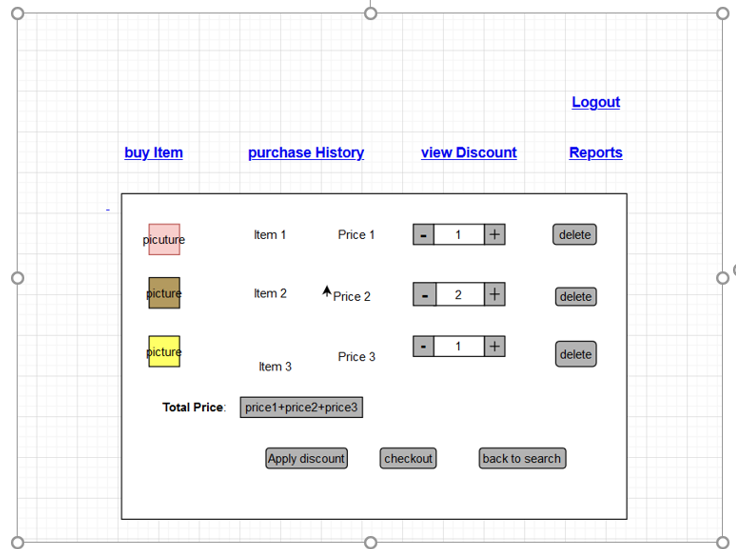 Logout
buy Item purchase History view Discount Reports
picuture Item 1 Price 1 - 1 + delete
picture Item 2 Price 2 - 2 + delete
picture Item 3 Price 3 - 1 + delete
Total Price: price1+price2+price3
Apply discount checkout back to search